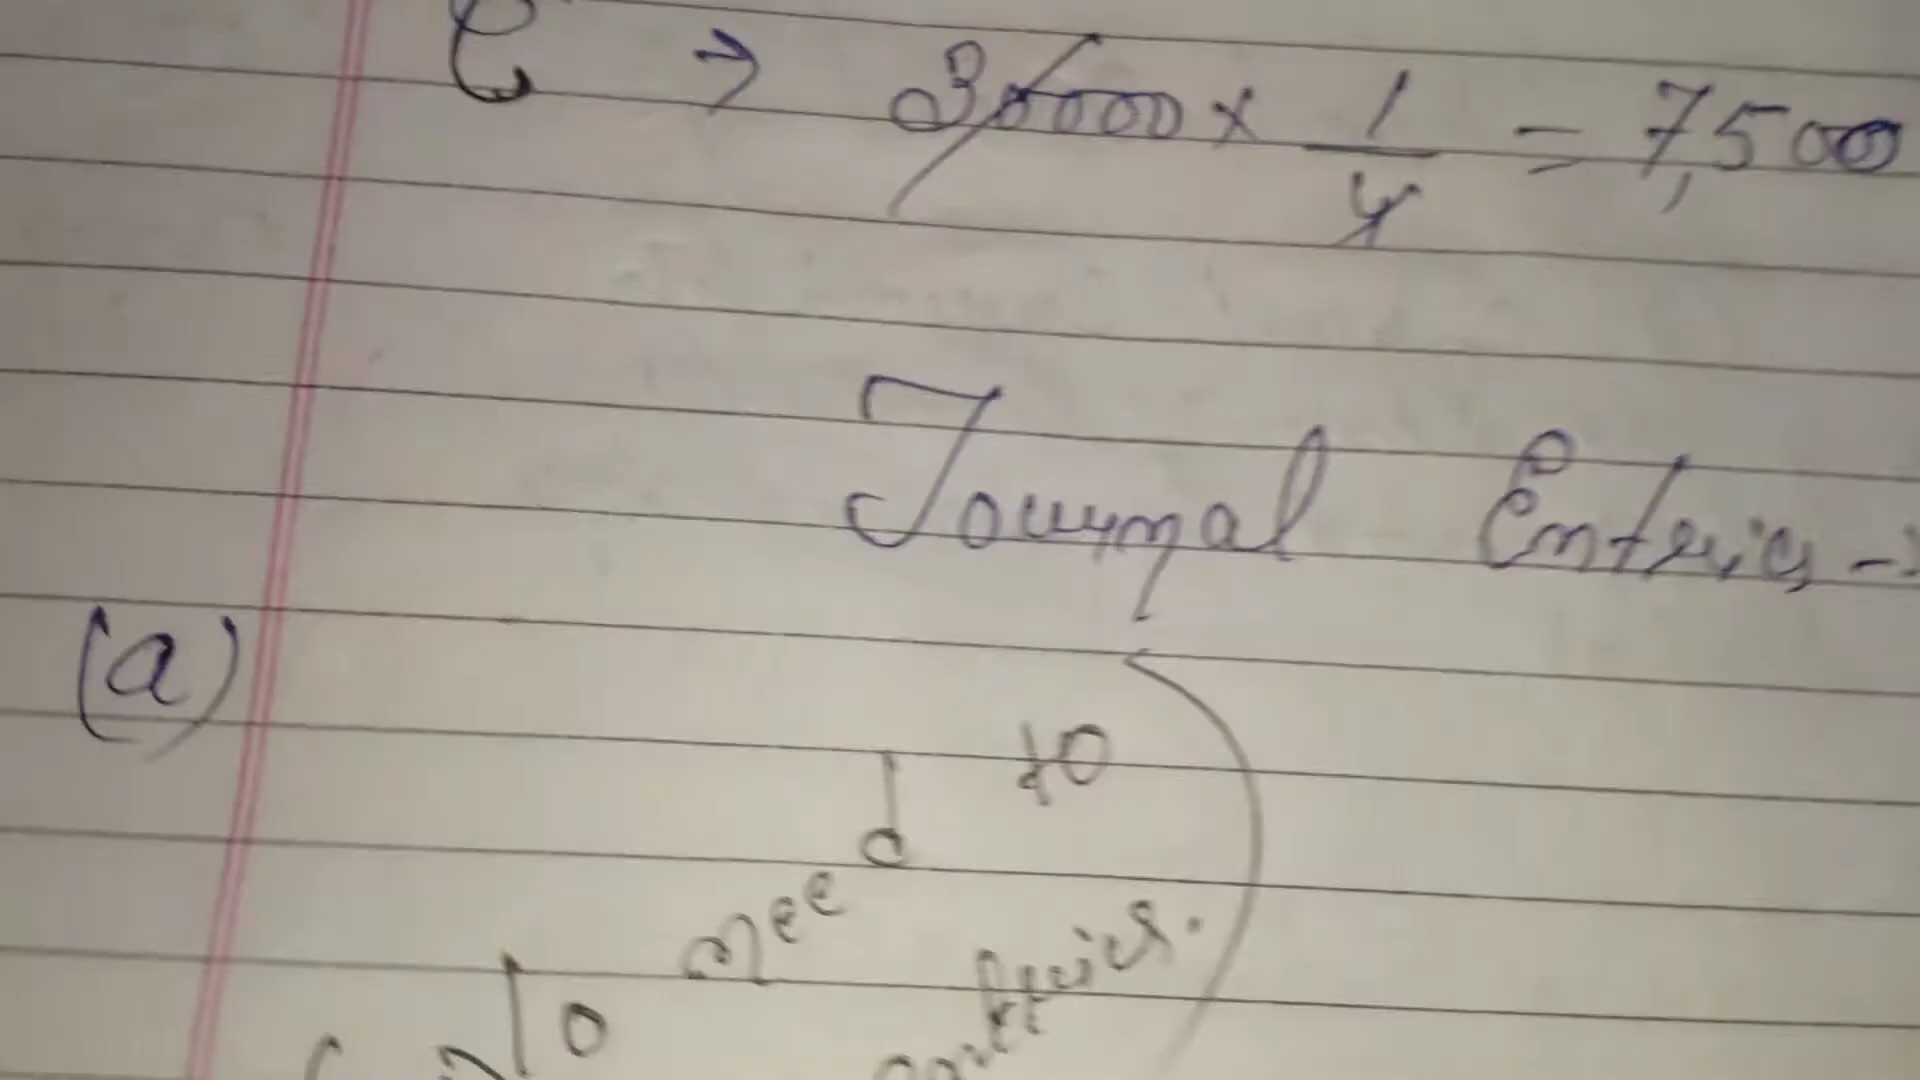 C → 30000 × 1/4 = 7,500
Journal Entries →
(a)
No need to
entries.